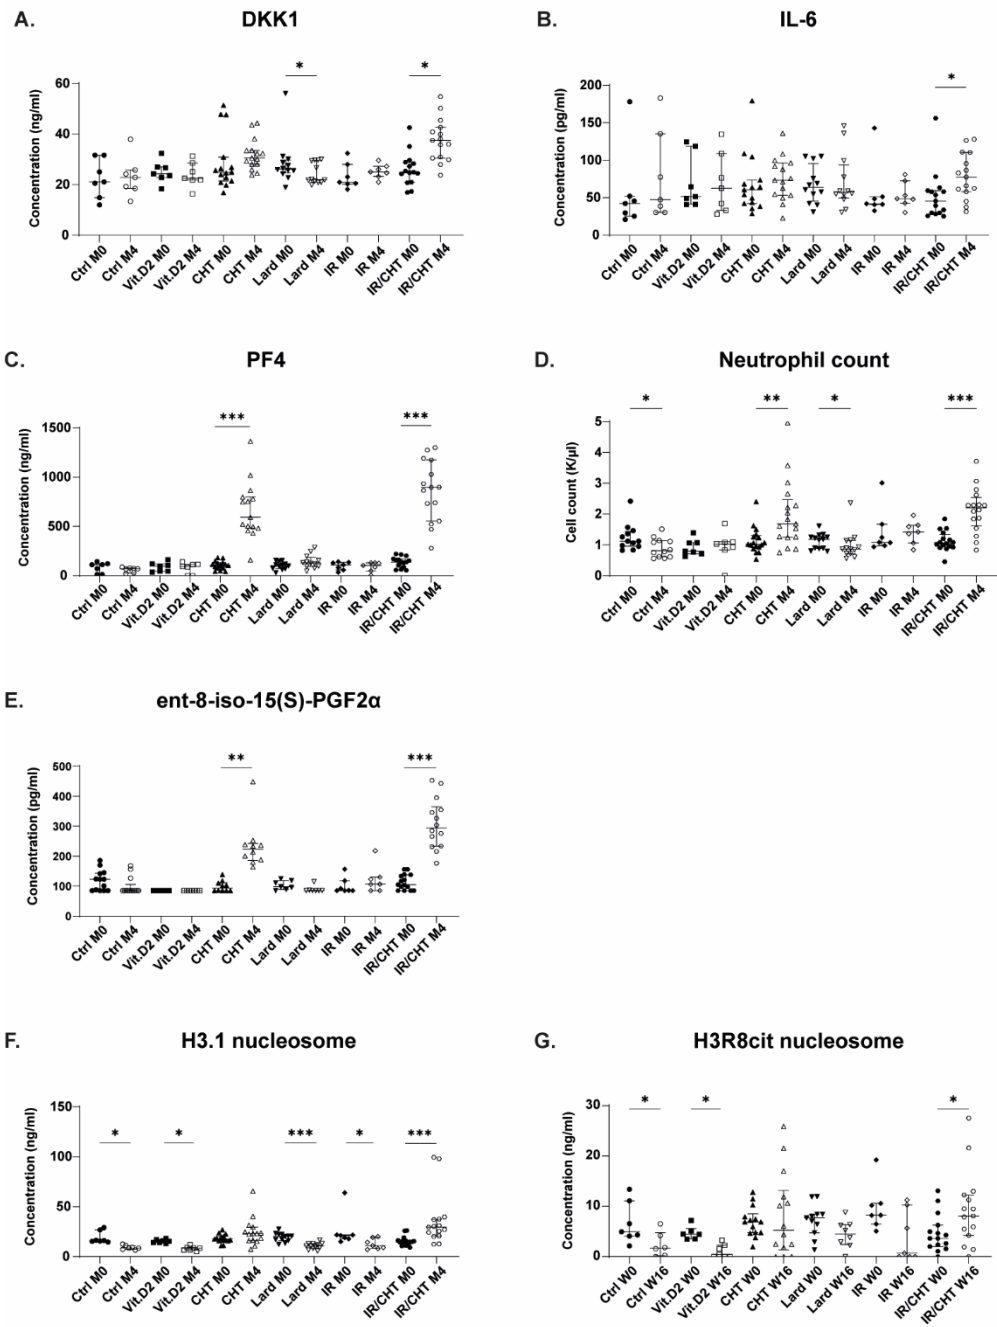 A. DKK1
Concentration (ng/ml)
60
40
20
0
* *
Ctrl M0 Ctrl M4 Vit.D2 M0 Vit.D2 M4 CHT M0 CHT M4 Lard M0 Lard M4 IR M0 IR M4 IR/CHT M0 IR/CHT M4
B. IL-6
Concentration (pg/ml)
200
150
100
50
0
*
Ctrl M0 Ctrl M4 Vit.D2 M0 Vit.D2 M4 CHT M0 CHT M4 Lard M0 Lard M4 IR M0 IR M4 IR/CHT M0 IR/CHT M4
C. PF4
Concentration (ng/ml)
1500
1000
500
0
*** ***
Ctrl M0 Ctrl M4 Vit.D2 M0 Vit.D2 M4 CHT M0 CHT M4 Lard M0 Lard M4 IR M0 IR M4 IR/CHT M0 IR/CHT M4
D. Neutrophil count
Cell count (K/μl)
5
4
3
2
1
0
* ** * ***
Ctrl M0 Ctrl M4 Vit.D2 M0 Vit.D2 M4 CHT M0 CHT M4 Lard M0 Lard M4 IR M0 IR M4 IR/CHT M0 IR/CHT M4
E. ent-8-iso-15(S)-PGF2α
Concentration (pg/ml)
500
400
300
200
100
0
** ***
Ctrl M0 Ctrl M4 Vit.D2 M0 Vit.D2 M4 CHT M0 CHT M4 Lard M0 Lard M4 IR M0 IR M4 IR/CHT M0 IR/CHT M4
F. H3.1 nucleosome
Concentration (ng/ml)
150
100
50
0
* * *** * ***
Ctrl M0 Ctrl M4 Vit.D2 M0 Vit.D2 M4 CHT M0 CHT M4 Lard M0 Lard M4 IR M0 IR M4 IR/CHT M0 IR/CHT M4
G. H3R8cit nucleosome
Concentration (ng/ml)
30
20
10
0
* * *
Ctrl W0 Ctrl W16 Vit.D2 W0 Vit.D2 W16 CHT W0 CHT W16 Lard W0 Lard W16 IR W0 IR W16 IR/CHT W0 IR/CHT W16